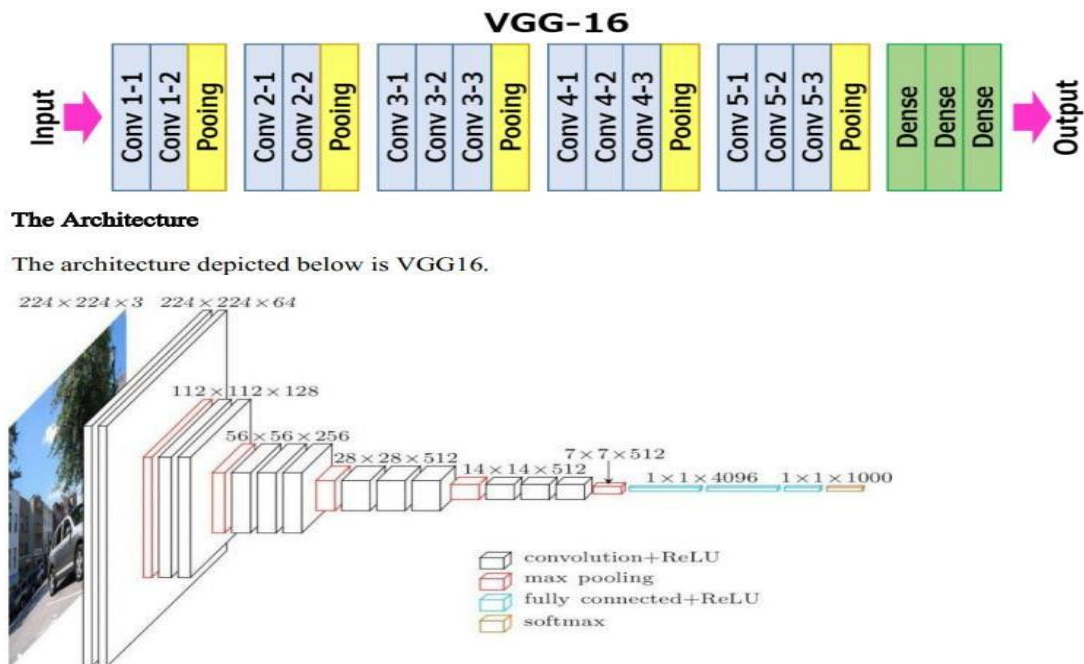 VGG-16
Input
Conv 1-1
Conv 1-2
Pooing
Conv 2-1
Conv 2-2
Pooing
Conv 3-1
Conv 3-2
Conv 3-3
Pooing
Conv 4-1
Conv 4-2
Conv 4-3
Pooing
Conv 5-1
Conv 5-2
Conv 5-3
Pooing
Dense
Dense
Dense
Output
The Architecture
The architecture depicted below is VGG16.
224 × 224 × 3
224 × 224 × 64
112 × 112 × 128
56 × 56 × 256
28 × 28 × 512
14 × 14 × 512
7 × 7 × 512
1 × 1 × 4096
1 × 1 × 1000
convolution+ReLU
max pooling
fully connected+ReLU
softmax